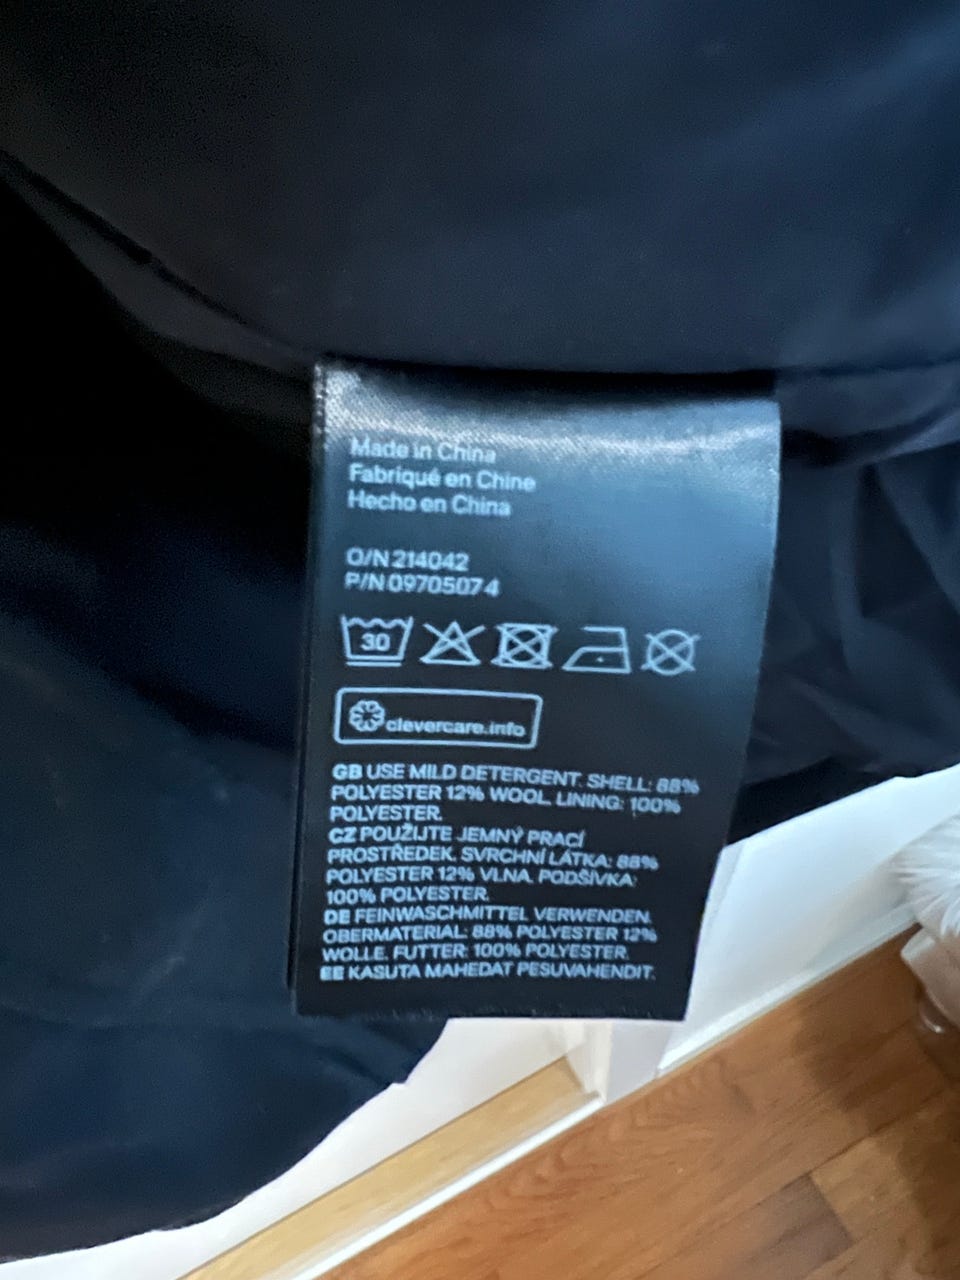 Made in China
Fabriqué en Chine
Hecho en China
O/N 214042
P/N 09705074
30
clevercare.info
GB USE MILD DETERGENT. SHELL: 88%
POLYESTER 12% WOOL. LINING: 100%
POLYESTER.
CZ POUŽIJTE JEMNÝ PRACÍ
PROSTŘEDEK. SVRCHNÍ LÁTKA: 88%
POLYESTER 12% VLNA. PODŠÍVKA:
100% POLYESTER.
DE FEINWASCHMITTEL VERWENDEN.
OBERMATERIAL: 88% POLYESTER 12%
WOLLE. FUTTER: 100% POLYESTER.
EE KASUTA MAHEDAT PESUVAHENDIT.